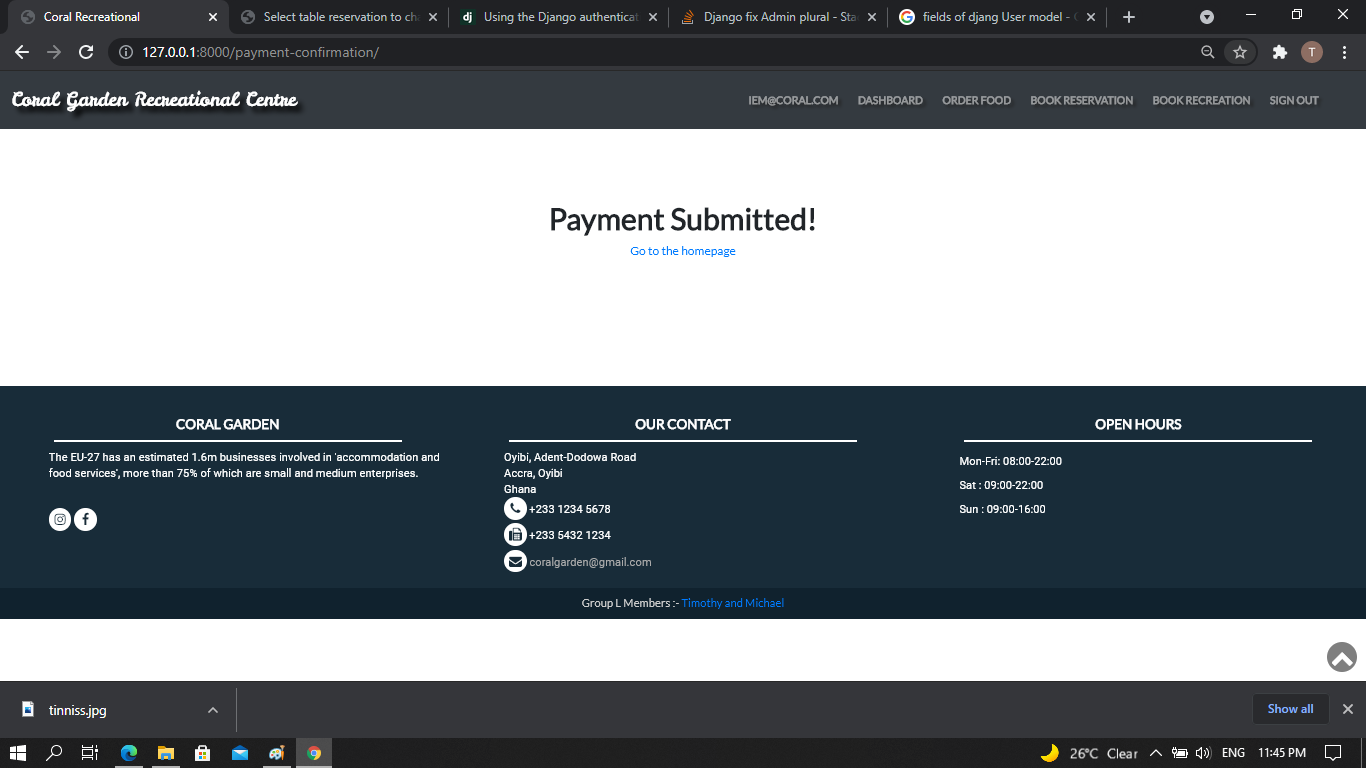 Coral Recreational
Select table reservation to cha
Using the Django authenticat
Django fix Admin plural - Sta
fields of djang User model - G
127.0.0.1:8000/payment-confirmation/
T
Coral Garden Recreational Centre
IEM@CORAL.COM
DASHBOARD
ORDER FOOD
BOOK RESERVATION
BOOK RECREATION
SIGN OUT
Payment Submitted!
Go to the homepage
CORAL GARDEN
The EU-27 has an estimated 1.6m businesses involved in 'accommodation and
food services', more than 75% of which are small and medium enterprises.
OUR CONTACT
Oyibi, Adent-Dodowa Road
Accra, Oyibi
Ghana
+233 1234 5678
+233 5432 1234
coralgarden@gmail.com
OPEN HOURS
Mon-Fri: 08:00-22:00
Sat : 09:00-22:00
Sun : 09:00-16:00
Group L Members :- Timothy and Michael
tinniss.jpg
Show all
26°C Clear
ENG
11:45 PM